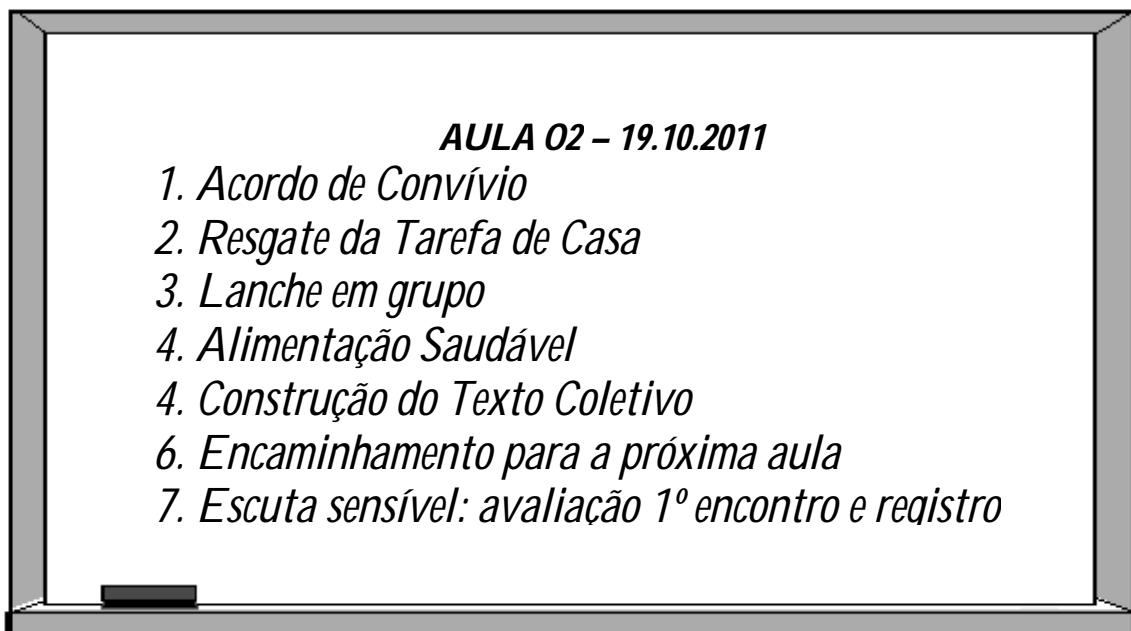 AULA O2 – 19.10.2011
1. Acordo de Convívio
2. Resgate da Tarefa de Casa
3. Lanche em grupo
4. Alimentação Saudável
4. Construção do Texto Coletivo
6. Encaminhamento para a próxima aula
7. Escuta sensível: avaliação 1º encontro e registro